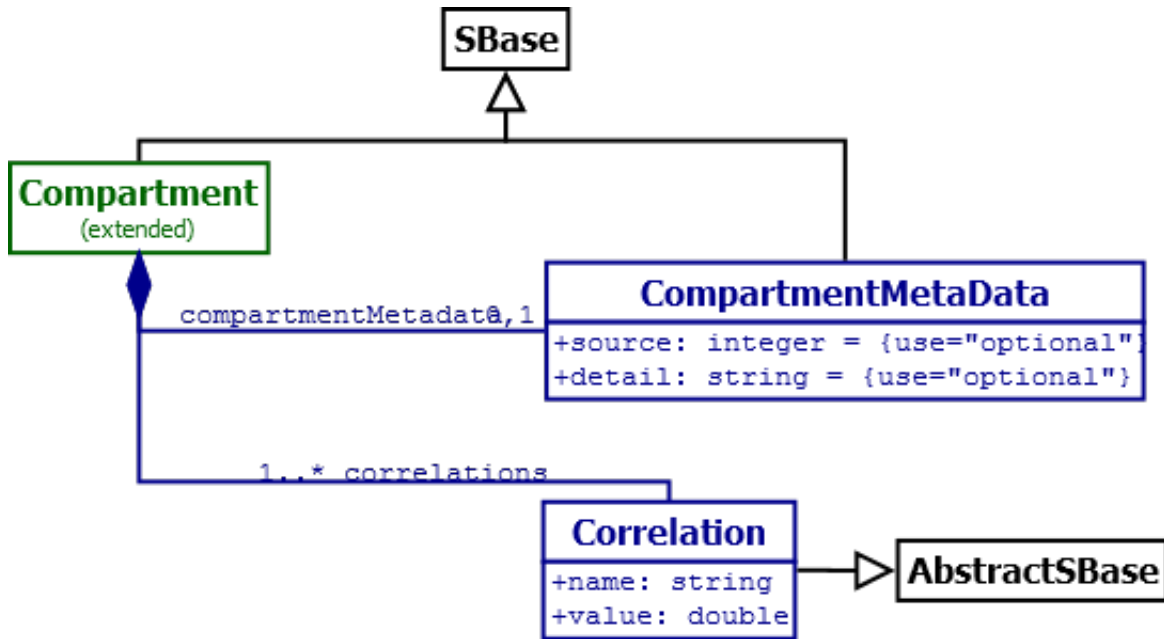 SBase
Compartment
(extended)
CompartmentMetaData
compartmentMetadata0,1
+source: integer = {use="optional"}
+detail: string = {use="optional"}
1..* correlations
Correlation
+name: string
+value: double
AbstractSBase